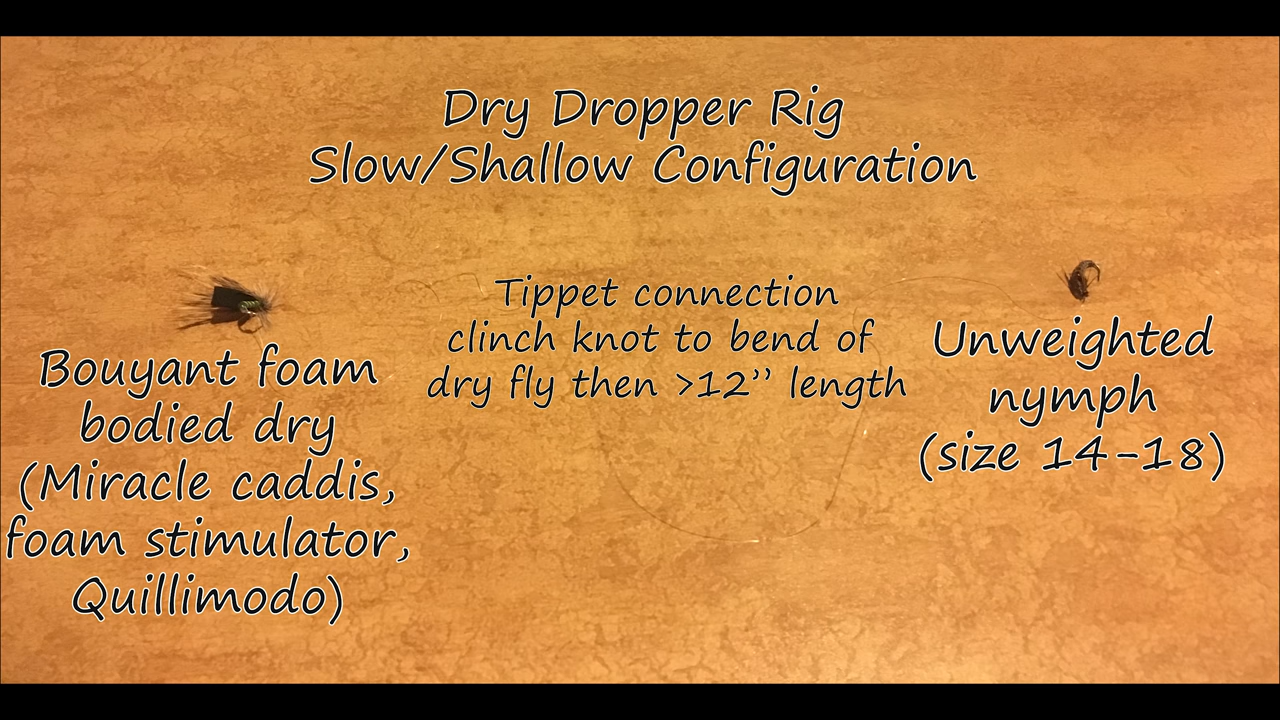 Dry Dropper Rig
Slow/Shallow Configuration
Tippet connection
clinch knot to bend of
dry fly then >12” length
Bouyant foam
bodied dry
(Miracle caddis,
foam stimulator,
Quillimodo)
Unweighted
nymph
(size 14-18)